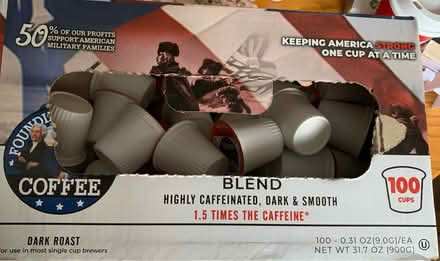 50% OF OUR PROFITS
SUPPORT AMERICAN
MILITARY FAMILIES
KEEPING AMERICA STRONG
ONE CUP AT A TIME
COFFEE
BLEND
HIGHLY CAFFEINATED, DARK & SMOOTH
1.5 TIMES THE CAFFEINE*
100
CUPS
DARK ROAST
for use in most single cup brewers
100 - 0.31 OZ(9.0G)/EA
NET WT 31.7 OZ (900G)
U